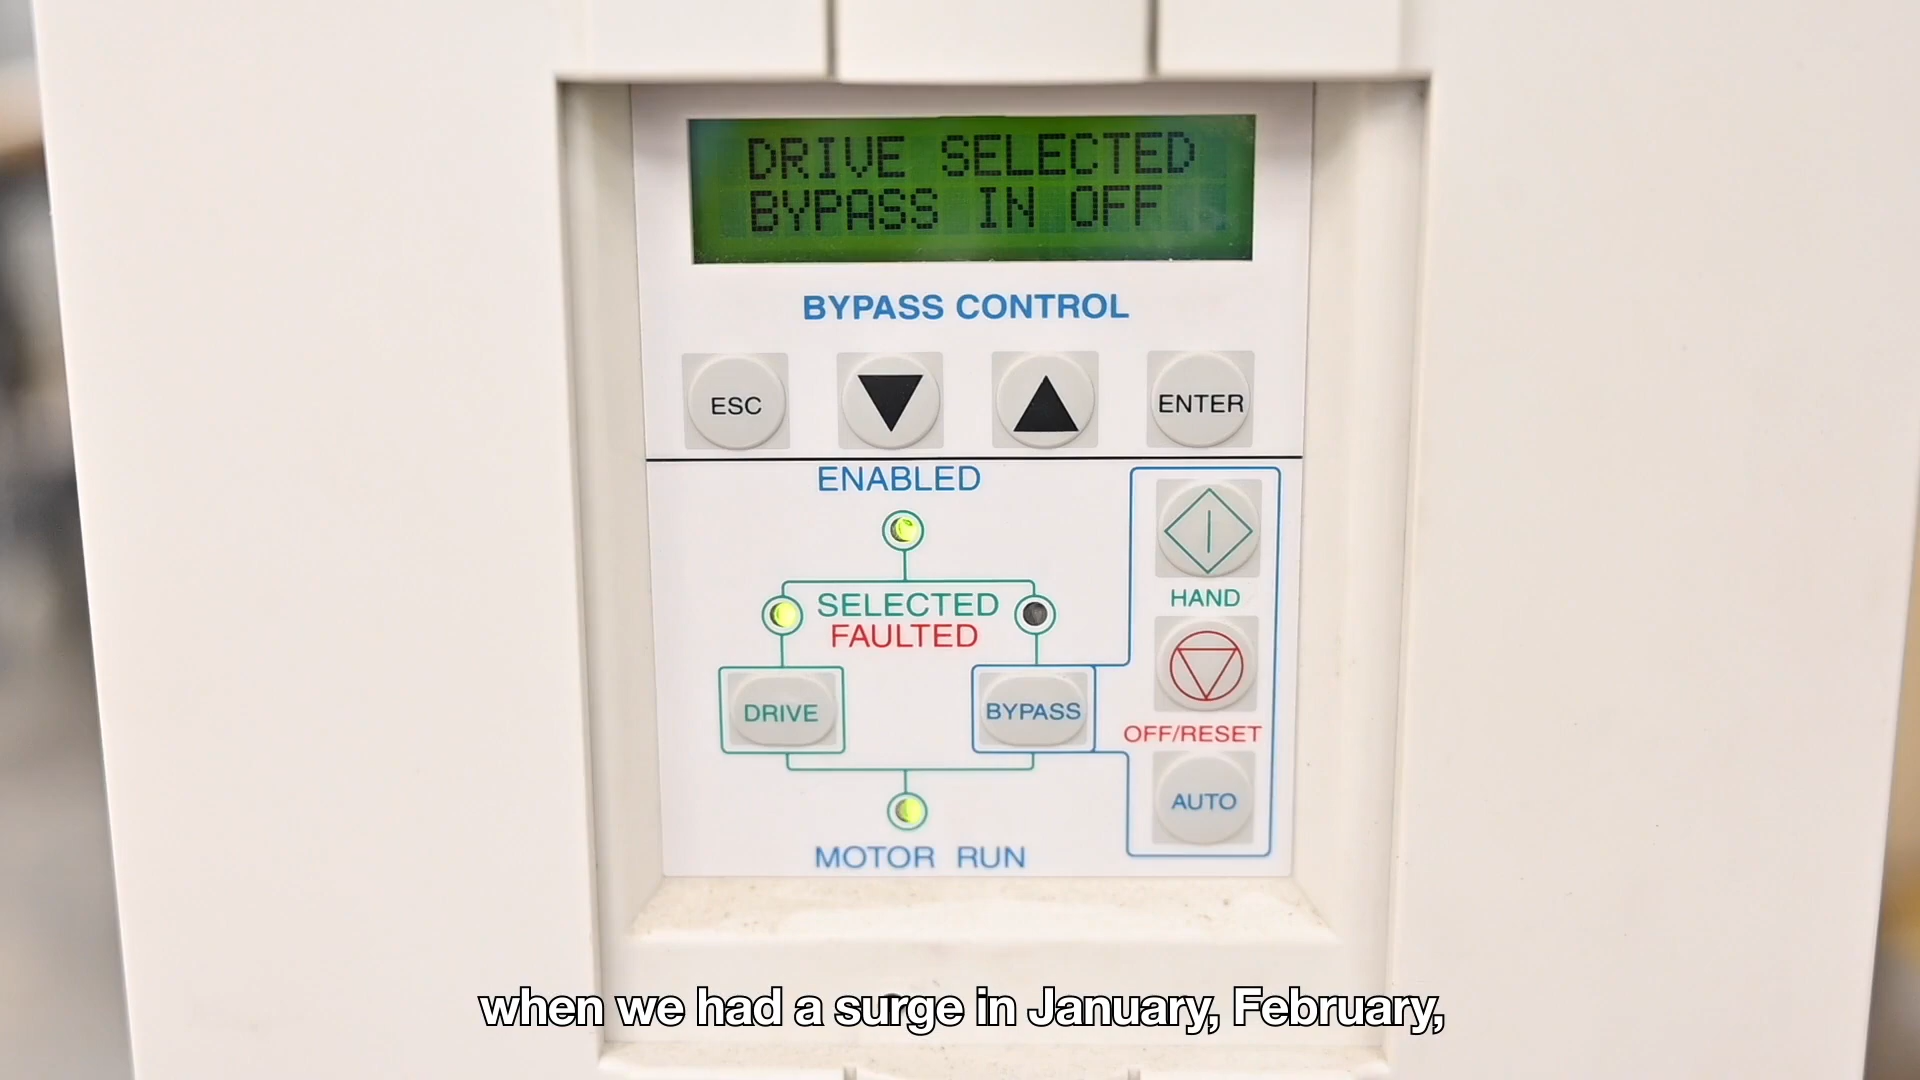 DRIVE SELECTED
BYPASS IN OFF
BYPASS CONTROL
ESC
ENTER
ENABLED
SELECTED
FAULTED
HAND
DRIVE
BYPASS
OFF/RESET
AUTO
MOTOR RUN
when we had a surge in January, February,